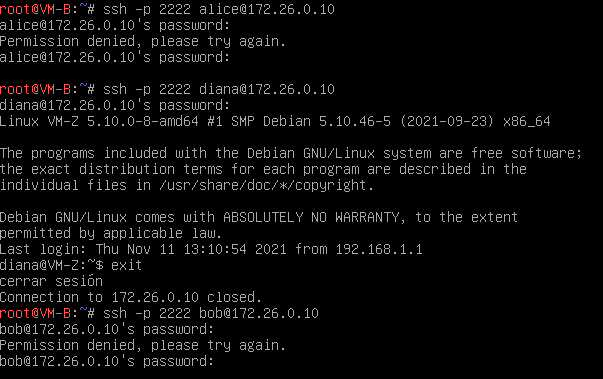 root@VM-B:~# ssh -p 2222 alice@172.26.0.10
alice@172.26.0.10's password:
Permission denied, please try again.
alice@172.26.0.10's password:
root@VM-B:~# ssh -p 2222 diana@172.26.0.10
diana@172.26.0.10's password:
Linux VM-Z 5.10.0-8-amd64 #1 SMP Debian 5.10.46-5 (2021-09-23) x86_64
The programs included with the Debian GNU/Linux system are free software;
the exact distribution terms for each program are described in the
individual files in /usr/share/doc/*/copyright.
Debian GNU/Linux comes with ABSOLUTELY NO WARRANTY, to the extent
permitted by applicable law.
Last login: Thu Nov 11 13:10:54 2021 from 192.168.1.1
diana@VM-Z:~$ exit
cerrar sesión
Connection to 172.26.0.10 closed.
root@VM-B:~# ssh -p 2222 bob@172.26.0.10
bob@172.26.0.10's password:
Permission denied, please try again.
bob@172.26.0.10's password: